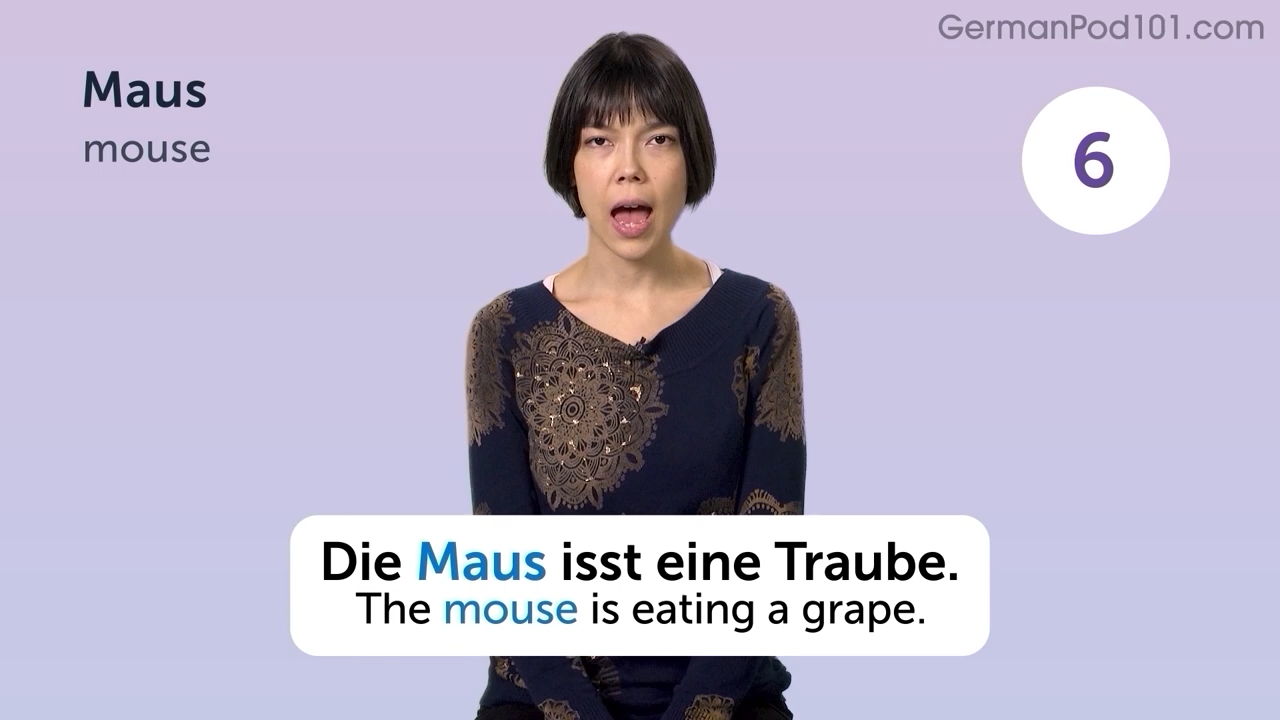 GermanPod101.com
Maus
mouse
6
Die Maus isst eine Traube.
The mouse is eating a grape.